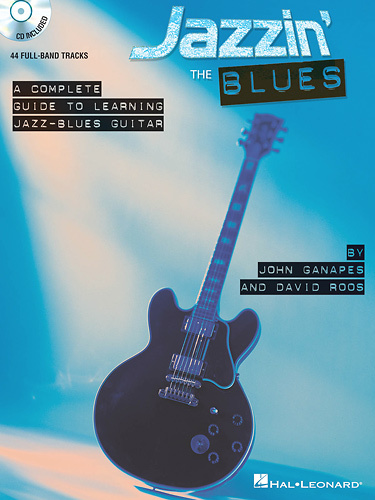 CD INCLUDED
44 FULL-BAND TRACKS
Jazzin'
THE BLUES
A COMPLETE
GUIDE TO LEARNING
JAZZ-BLUES GUITAR
BY
JOHN GANAPES
AND DAVID ROOS
HAL•LEONARD®